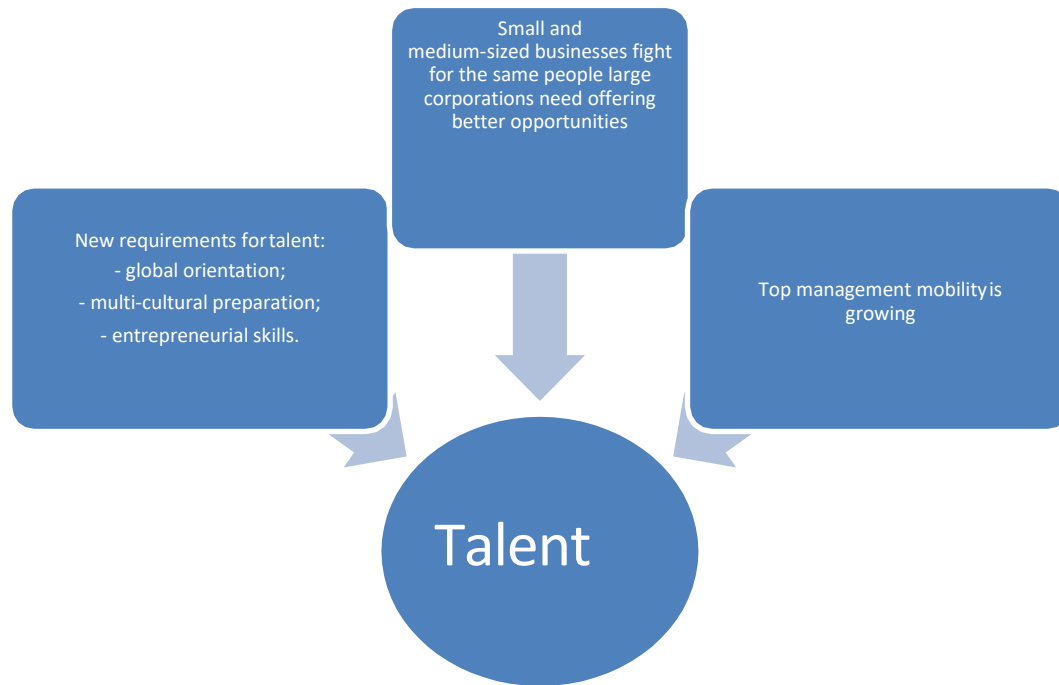 Small and
medium-sized businesses fight
for the same people large
corporations need offering
better opportunities
New requirements for talent:
- global orientation;
- multi-cultural preparation;
- entrepreneurial skills.
Top management mobility is
growing
Talent